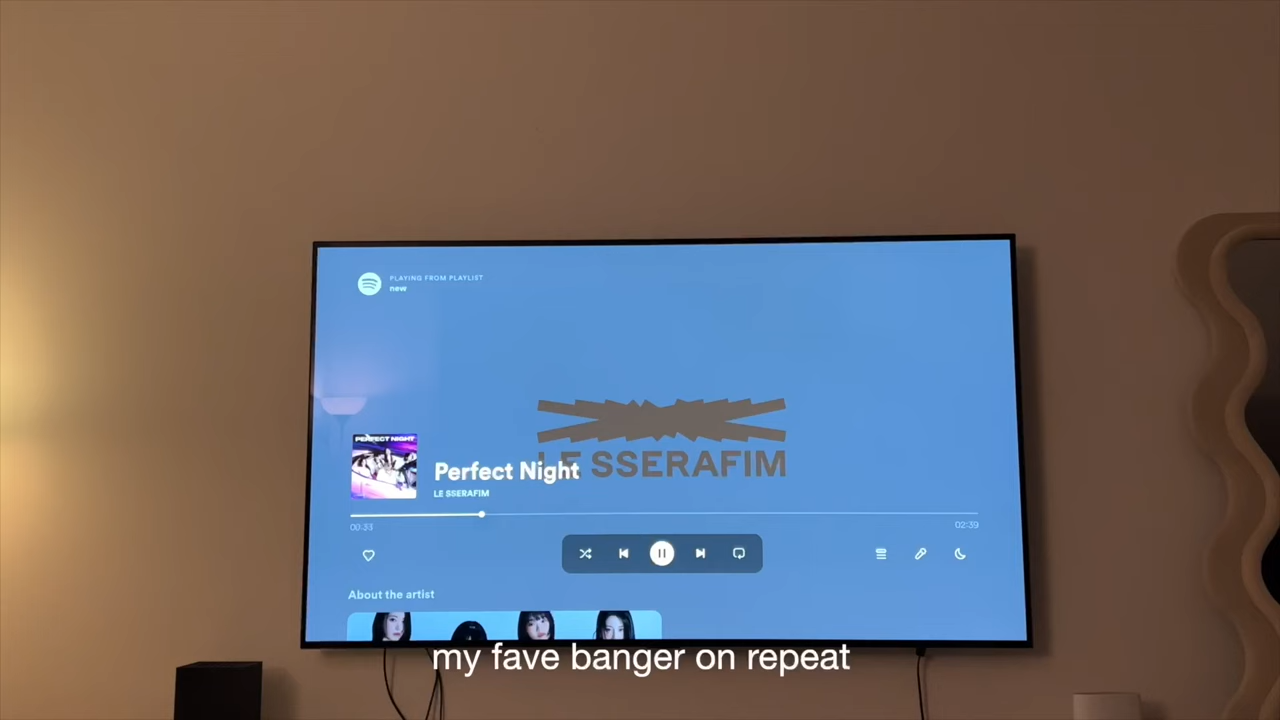 PLAYING FROM PLAYLIST
new
PERFECT NIGHT
LE SSERAFIM
Perfect Night
LE SSERAFIM
00:33
02:39
About the artist
my fave banger on repeat